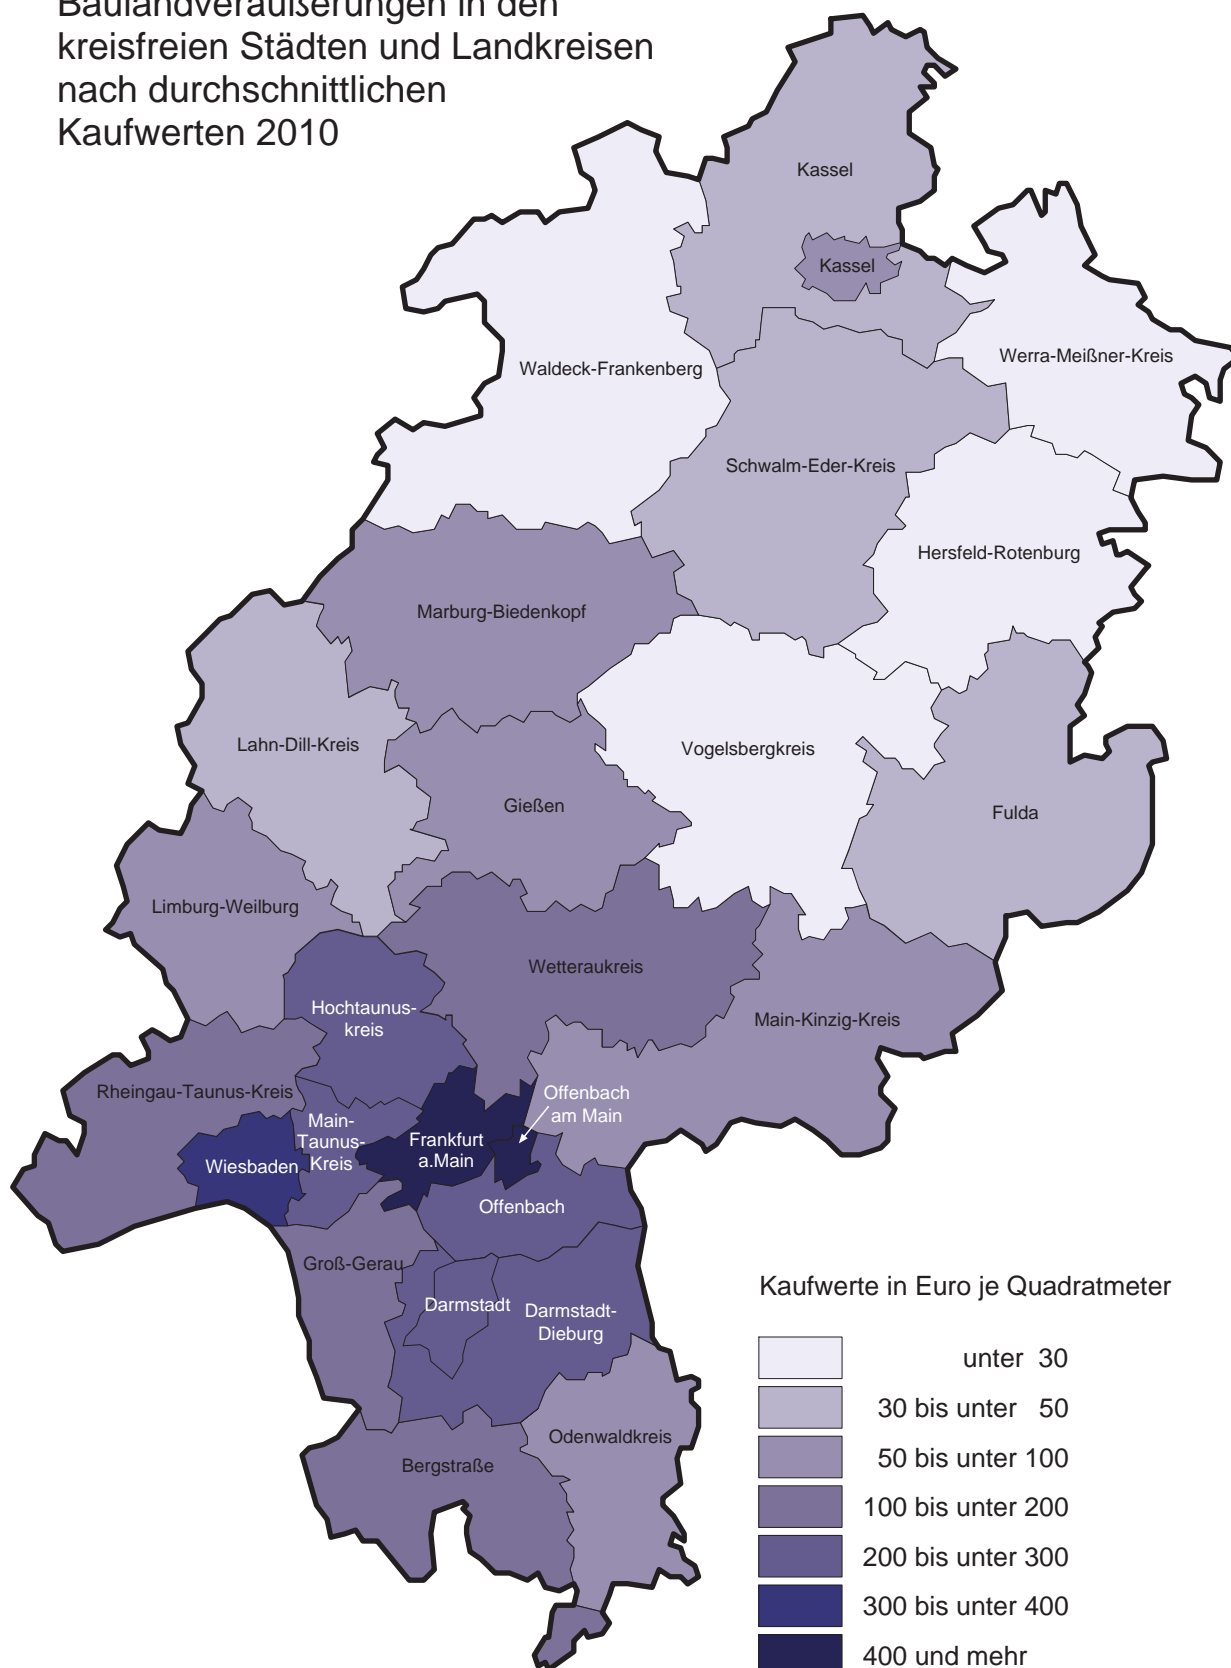 Baulandveräußerungen in den
kreisfreien Städten und Landkreisen
nach durchschnittlichen
Kaufwerten 2010
Kassel
Kassel
Werra-Meißner-Kreis
Waldeck-Frankenberg
Schwalm-Eder-Kreis
Hersfeld-Rotenburg
Marburg-Biedenkopf
Lahn-Dill-Kreis
Vogelsbergkreis
Gießen
Fulda
Limburg-Weilburg
Wetteraukreis
Hochtaunus-
kreis
Main-Kinzig-Kreis
Rheingau-Taunus-Kreis
Offenbach
am Main
Main-
Taunus-
Kreis
Frankfurt
a.Main
Wiesbaden
Offenbach
Groß-Gerau
Darmstadt
Darmstadt-
Dieburg
Odenwaldkreis
Bergstraße
Kaufwerte in Euro je Quadratmeter
unter 30
30 bis unter 50
50 bis unter 100
100 bis unter 200
200 bis unter 300
300 bis unter 400
400 und mehr